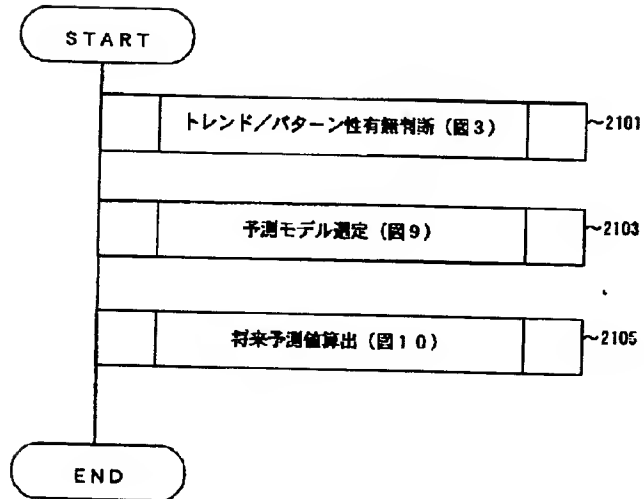 START
トレンド／パターン性有無判断（図３）
～2101
予測モデル選定（図９）
～2103
将来予測値算出（図１０）
～2105
END